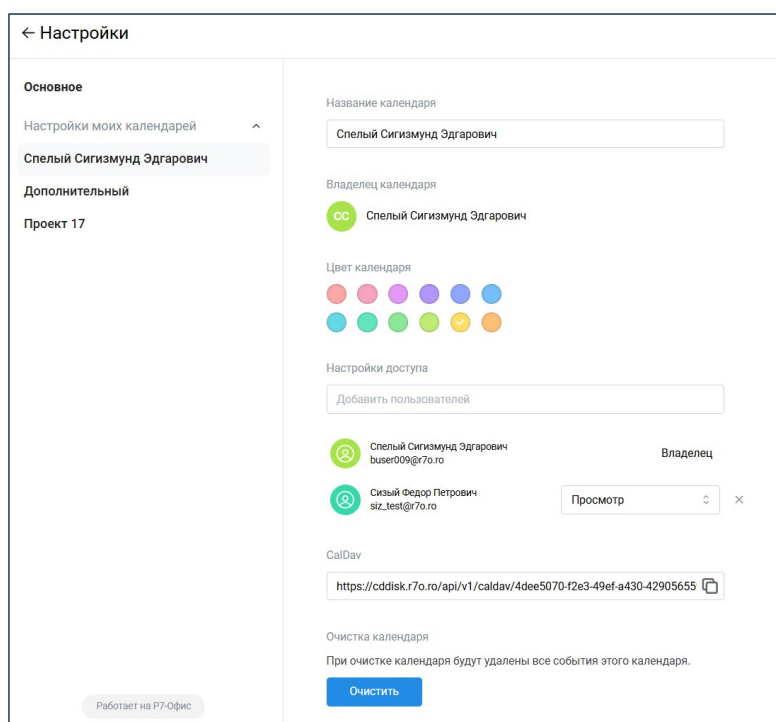 ← Настройки
Основное
Настройки моих календарей
Спелый Сигизмунд Эдгарович
Дополнительный
Проект 17
Работает на Р7-Офис
Название календаря
Спелый Сигизмунд Эдгарович
Владелец календаря
СС Спелый Сигизмунд Эдгарович
Цвет календаря
Настройки доступа
Добавить пользователей
Спелый Сигизмунд Эдгарович
buser009@r7o.ro
Владелец
Сизый Федор Петрович
siz_test@r7o.ro
Просмотр
CalDav
https://cddisk.r7o.ro/api/v1/caldav/4dee5070-f2e3-49ef-a430-42905655
Очистка календаря
При очистке календаря будут удалены все события этого календаря.
Очистить